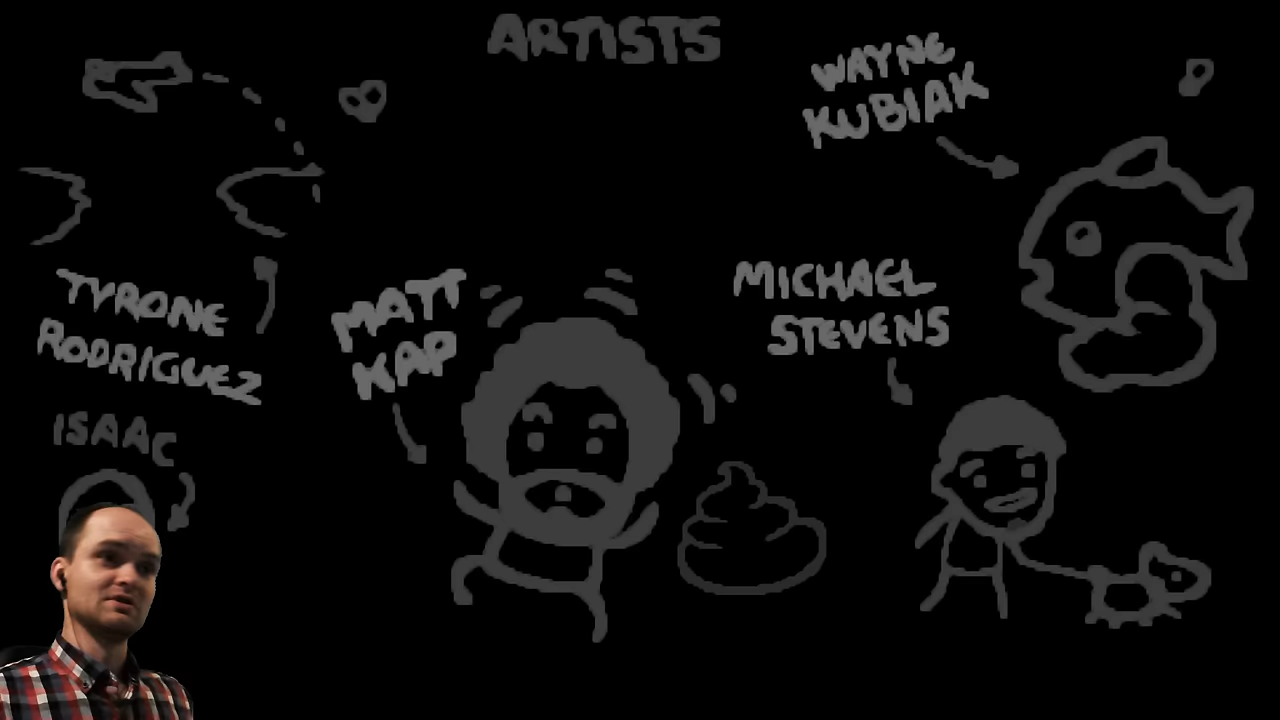 ARTISTS
WAYNE
KUBIAK
TYRONE
RODRIGUEZ
MATT
KAP
MICHAEL
STEVENS
ISAAC